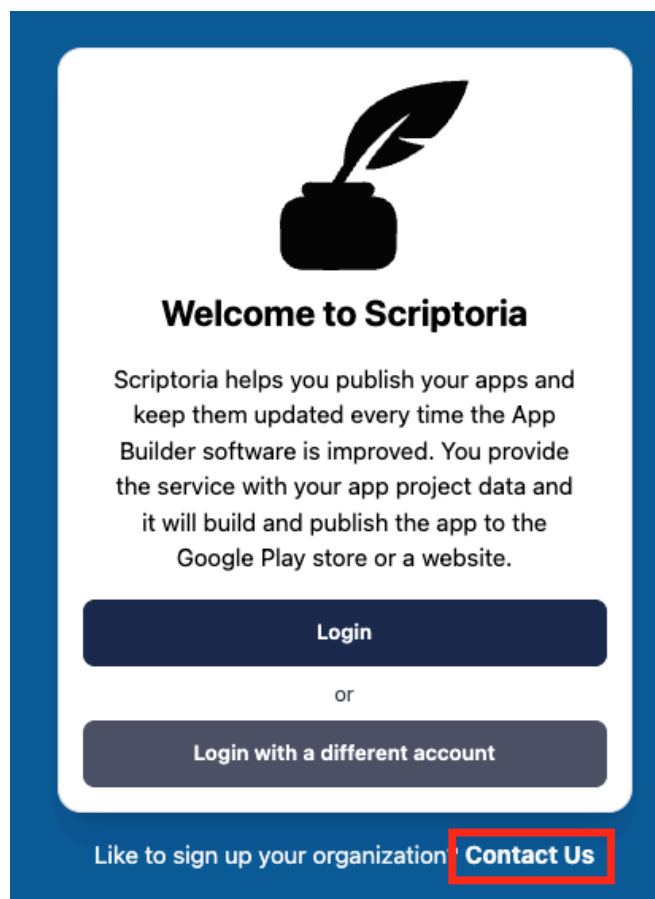 Welcome to Scriptoria
Scriptoria helps you publish your apps and
keep them updated every time the App
Builder software is improved. You provide
the service with your app project data and
it will build and publish the app to the
Google Play store or a website.
Login
or
Login with a different account
Like to sign up your organization? Contact Us